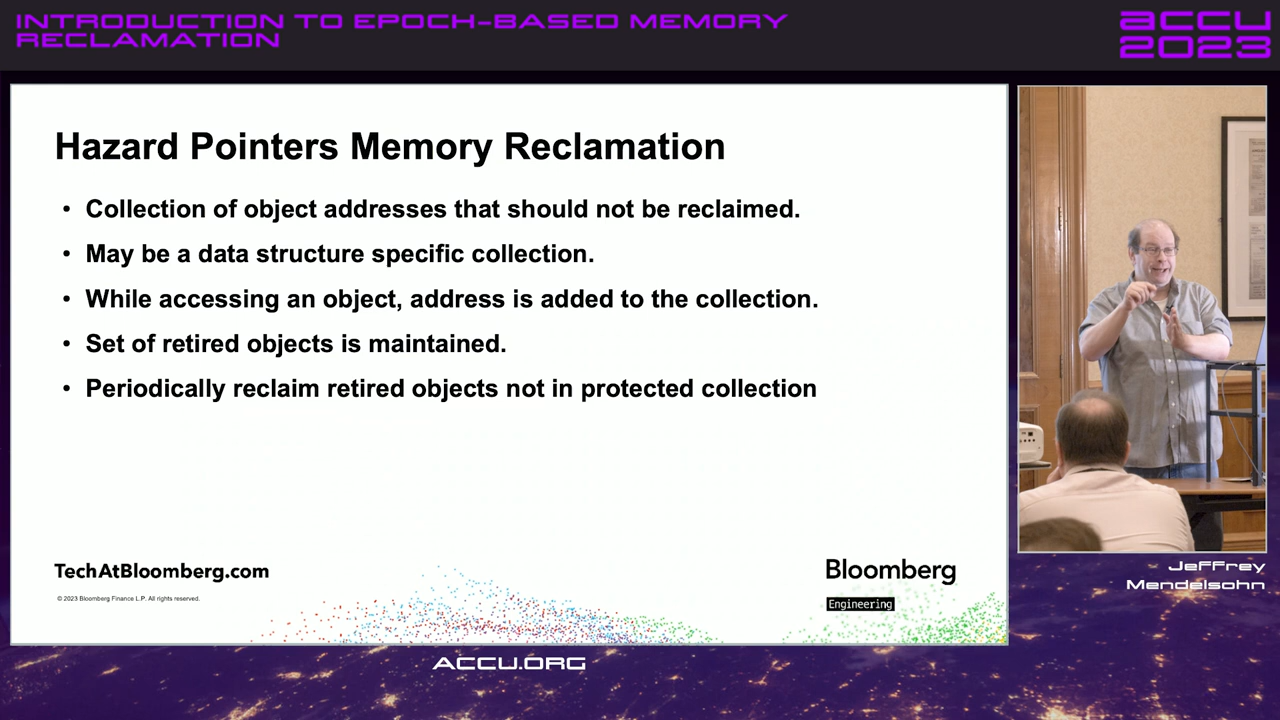 INTRODUCTION TO EPOCH-BASED MEMORY
RECLAMATION
ACCU
2023
Hazard Pointers Memory Reclamation
• Collection of object addresses that should not be reclaimed.
• May be a data structure specific collection.
• While accessing an object, address is added to the collection.
• Set of retired objects is maintained.
• Periodically reclaim retired objects not in protected collection
TechAtBloomberg.com
© 2023 Bloomberg Finance L.P. All rights reserved.
Bloomberg
Engineering
Jeffrey
Mendelsohn
ACCU.ORG